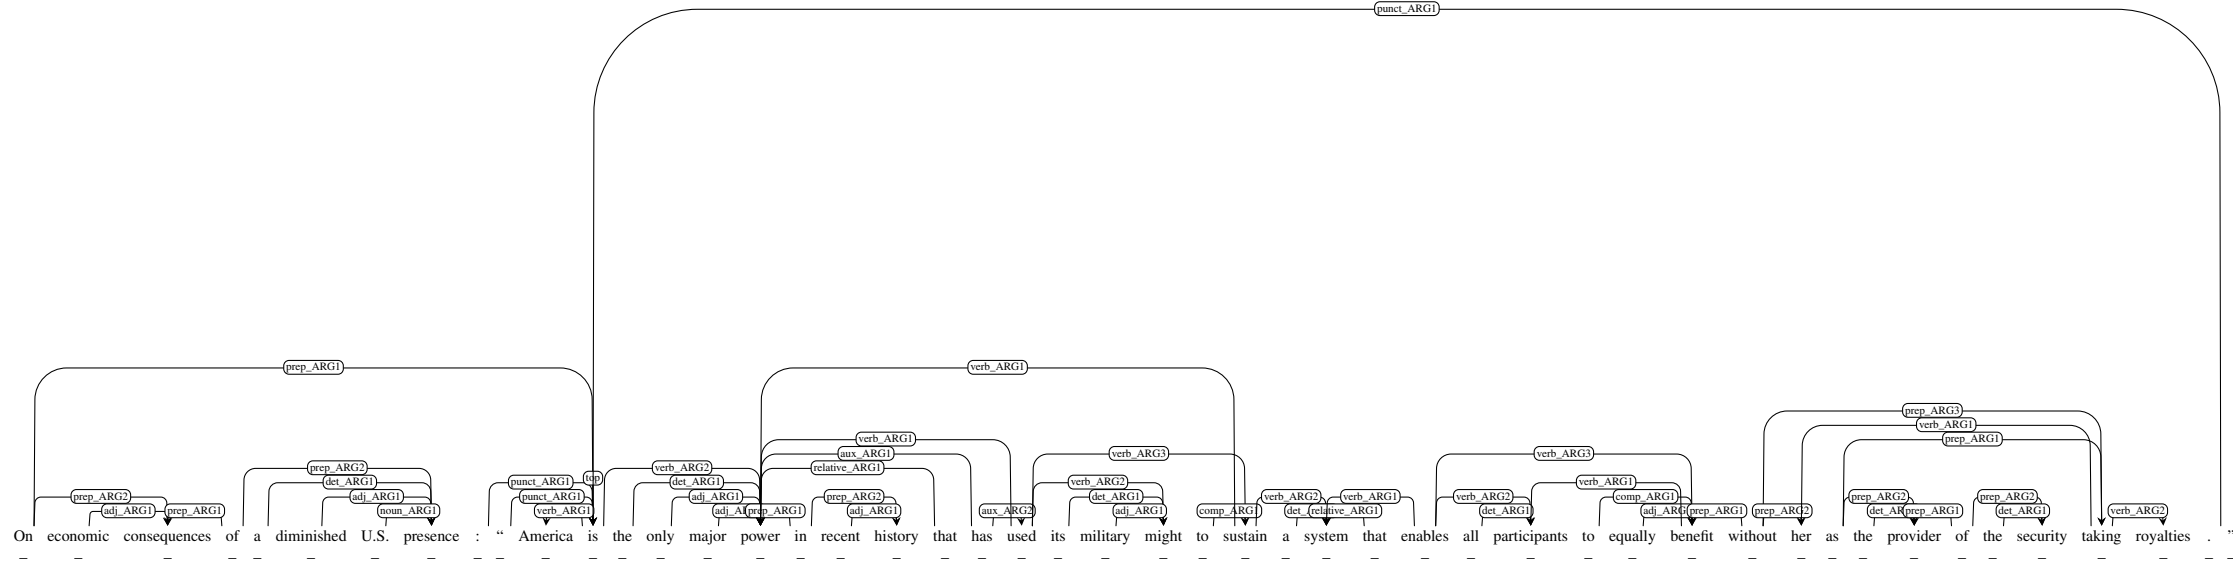 punct_ARG1
prep_ARG1 verb_ARG1
prep_ARG3
verb_ARG1
verb_ARG1 prep_ARG1
aux_ARG1 verb_ARG3 verb_ARG3
prep_ARG2 verb_ARG2 relative_ARG1
det_ARG1 punct_ARG1 top det_ARG1 verb_ARG2 verb_ARG1
prep_ARG2 adj_ARG1 punct_ARG1 adj_ARG1 prep_ARG2 det_ARG1 verb_ARG2 verb_ARG1 verb_ARG2 comp_ARG1 prep_ARG2 prep_ARG2
adj_ARG1 prep_ARG1 noun_ARG1 verb_ARG1 prep_ARG1 adj_ARG1 aux_ARG2 adj_ARG1 comp_ARG1 relative_ARG1 det_ARG1 prep_ARG1 prep_ARG2 prep_ARG1 det_ARG1 verb_ARG2
On economic consequences of a diminished U.S. presence : “ America is the only major power in recent history that has used its military might to sustain a system that enables all participants to equally benefit without her as the provider of the security taking royalties . ”
_ _ _ _ _ _ _ _ _ _ _ _ _ _ _ _ _ _ _ _ _ _ _ _ _ _ _ _ _ _ _ _ _ _ _ _ _ _ _ _ _ _ _ _ _ _ _ _